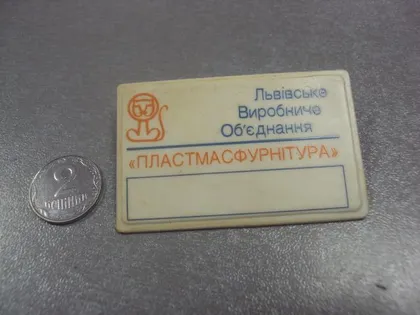 Львівське
Виробниче
Об'єднання
«ПЛАСТМАСФУРНІТУРА»
2
КОПІЙКИ